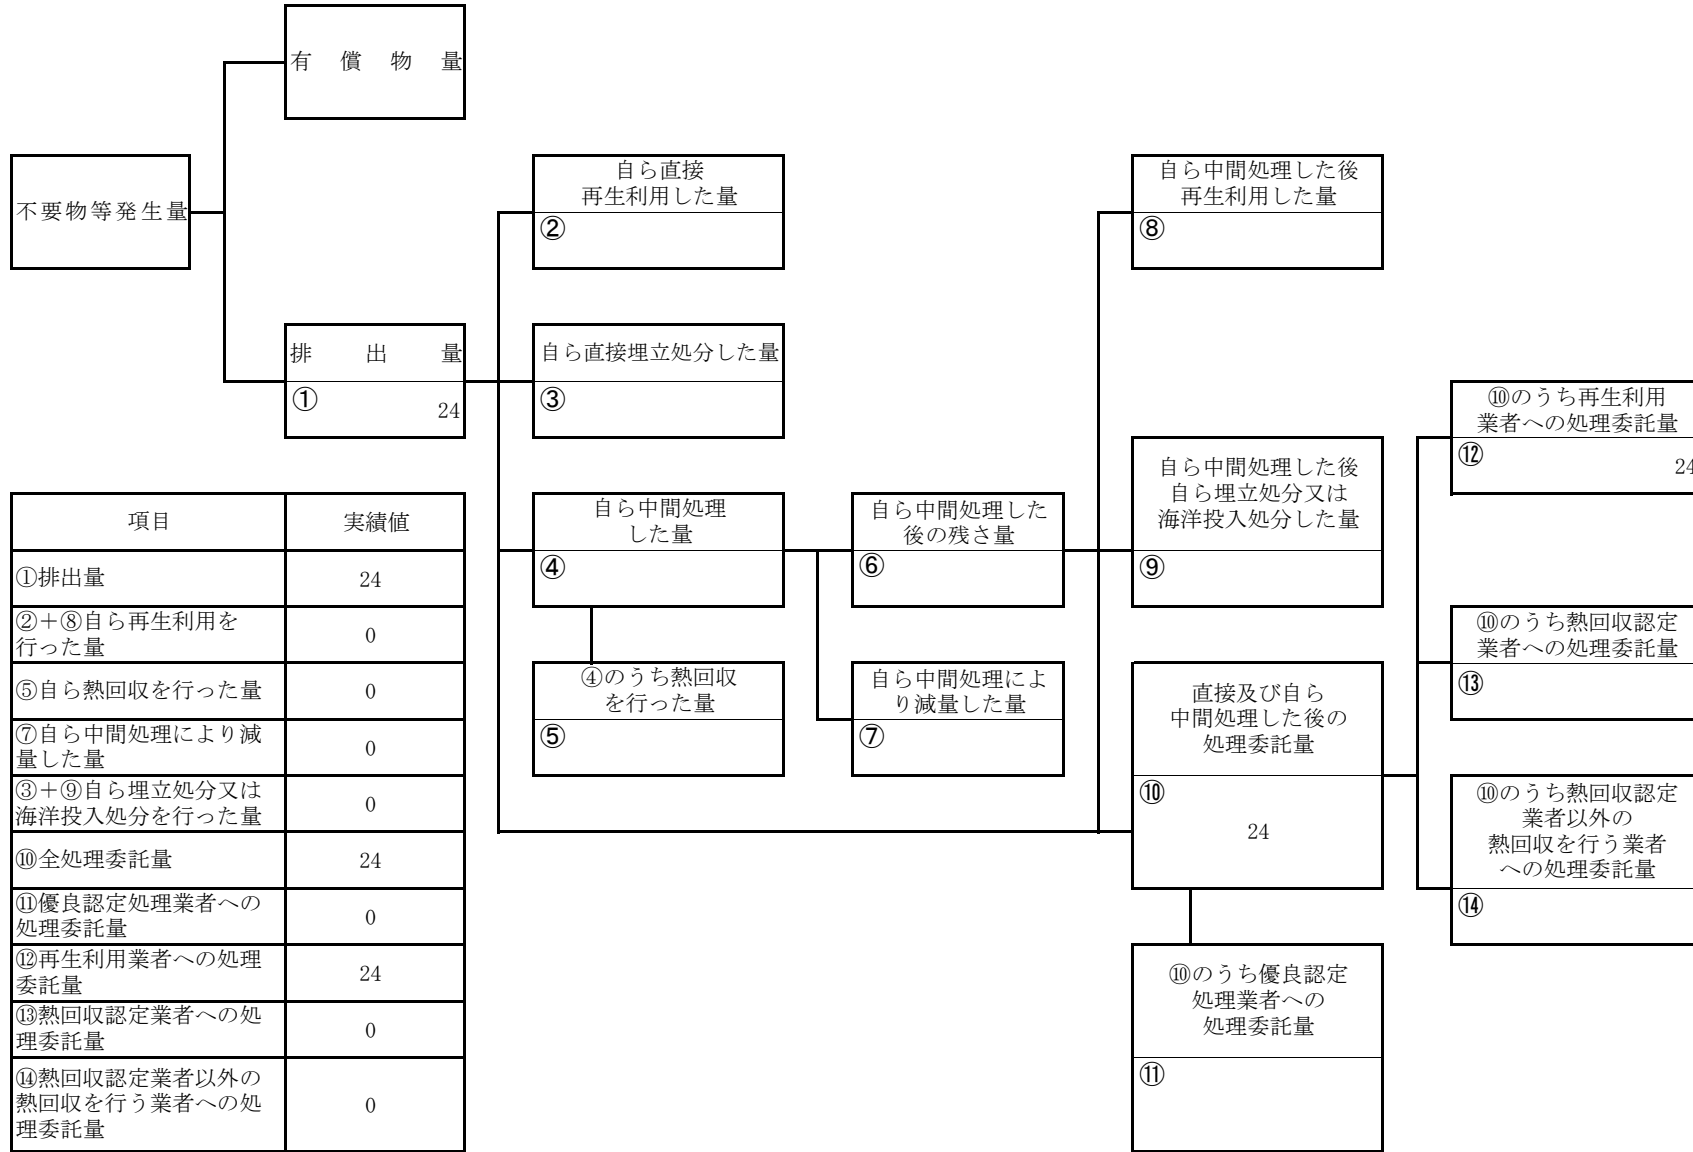 有償物量
不要物等発生量
自ら直接
再生利用した量
②
自ら中間処理した後
再生利用した量
⑧
排出量
①
24
自ら直接埋立処分した量
③
⑩のうち再生利用
業者への処理委託量
⑫
24
自ら中間処理
した量
④
自ら中間処理した
後の残さ量
⑥
自ら中間処理した後
自ら埋立処分又は
海洋投入処分した量
⑨
⑩のうち熱回収認定
業者への処理委託量
⑬
④のうち熱回収
を行った量
⑤
自ら中間処理によ
り減量した量
⑦
直接及び自ら
中間処理した後の
処理委託量
⑩
24
⑩のうち熱回収認定
業者以外の
熱回収を行う業者
への処理委託量
⑭
⑩のうち優良認定
処理業者への
処理委託量
⑪
項目 実績値
①排出量 24
②＋⑧自ら再生利用を
行った量 0
⑤自ら熱回収を行った量 0
⑦自ら中間処理により減
量した量 0
③＋⑨自ら埋立処分又は
海洋投入処分を行った量 0
⑩全処理委託量 24
⑪優良認定処理業者への
処理委託量 0
⑫再生利用業者への処理
委託量 24
⑬熱回収認定業者への処
理委託量 0
⑭熱回収認定業者以外の
熱回収を行う業者への処 0
理委託量